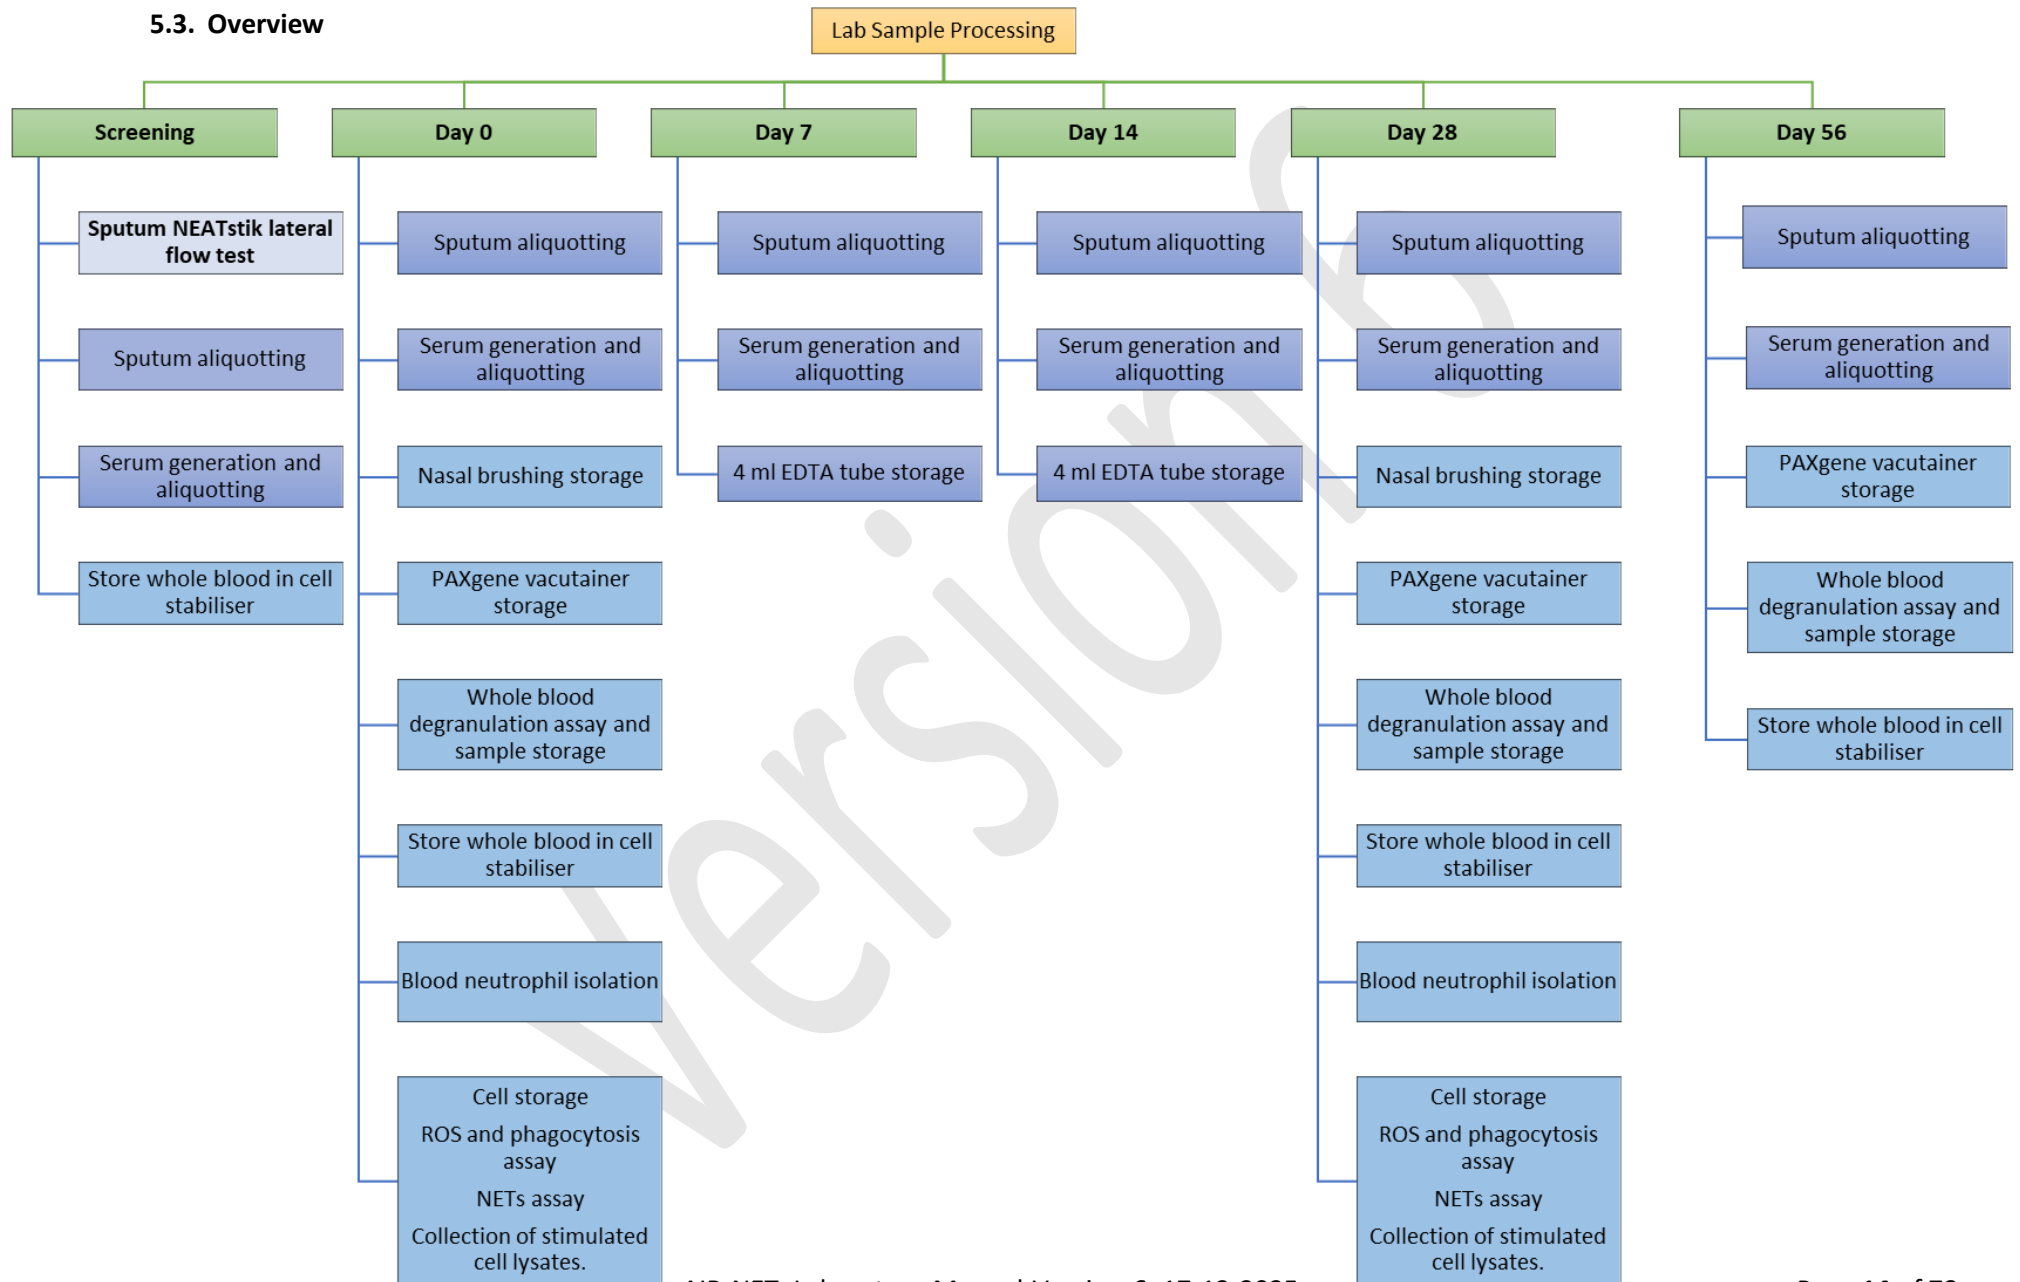 5.3. Overview
Lab Sample Processing
Screening
Sputum NEATstik lateral
flow test
Sputum aliquotting
Serum generation and
aliquotting
Store whole blood in cell
stabiliser
Day 0
Sputum aliquotting
Serum generation and
aliquotting
Nasal brushing storage
PAXgene vacutainer
storage
Whole blood
degranulation assay and
sample storage
Store whole blood in cell
stabiliser
Blood neutrophil isolation
Cell storage
ROS and phagocytosis
assay
NETs assay
Collection of stimulated
cell lysates.
Day 7
Sputum aliquotting
Serum generation and
aliquotting
4 ml EDTA tube storage
Day 14
Sputum aliquotting
Serum generation and
aliquotting
4 ml EDTA tube storage
Day 28
Sputum aliquotting
Serum generation and
aliquotting
Nasal brushing storage
PAXgene vacutainer
storage
Whole blood
degranulation assay and
sample storage
Store whole blood in cell
stabiliser
Blood neutrophil isolation
Cell storage
ROS and phagocytosis
assay
NETs assay
Collection of stimulated
cell lysates.
Day 56
Sputum aliquotting
Serum generation and
aliquotting
PAXgene vacutainer
storage
Whole blood
degranulation assay and
sample storage
Store whole blood in cell
stabiliser
Version 6